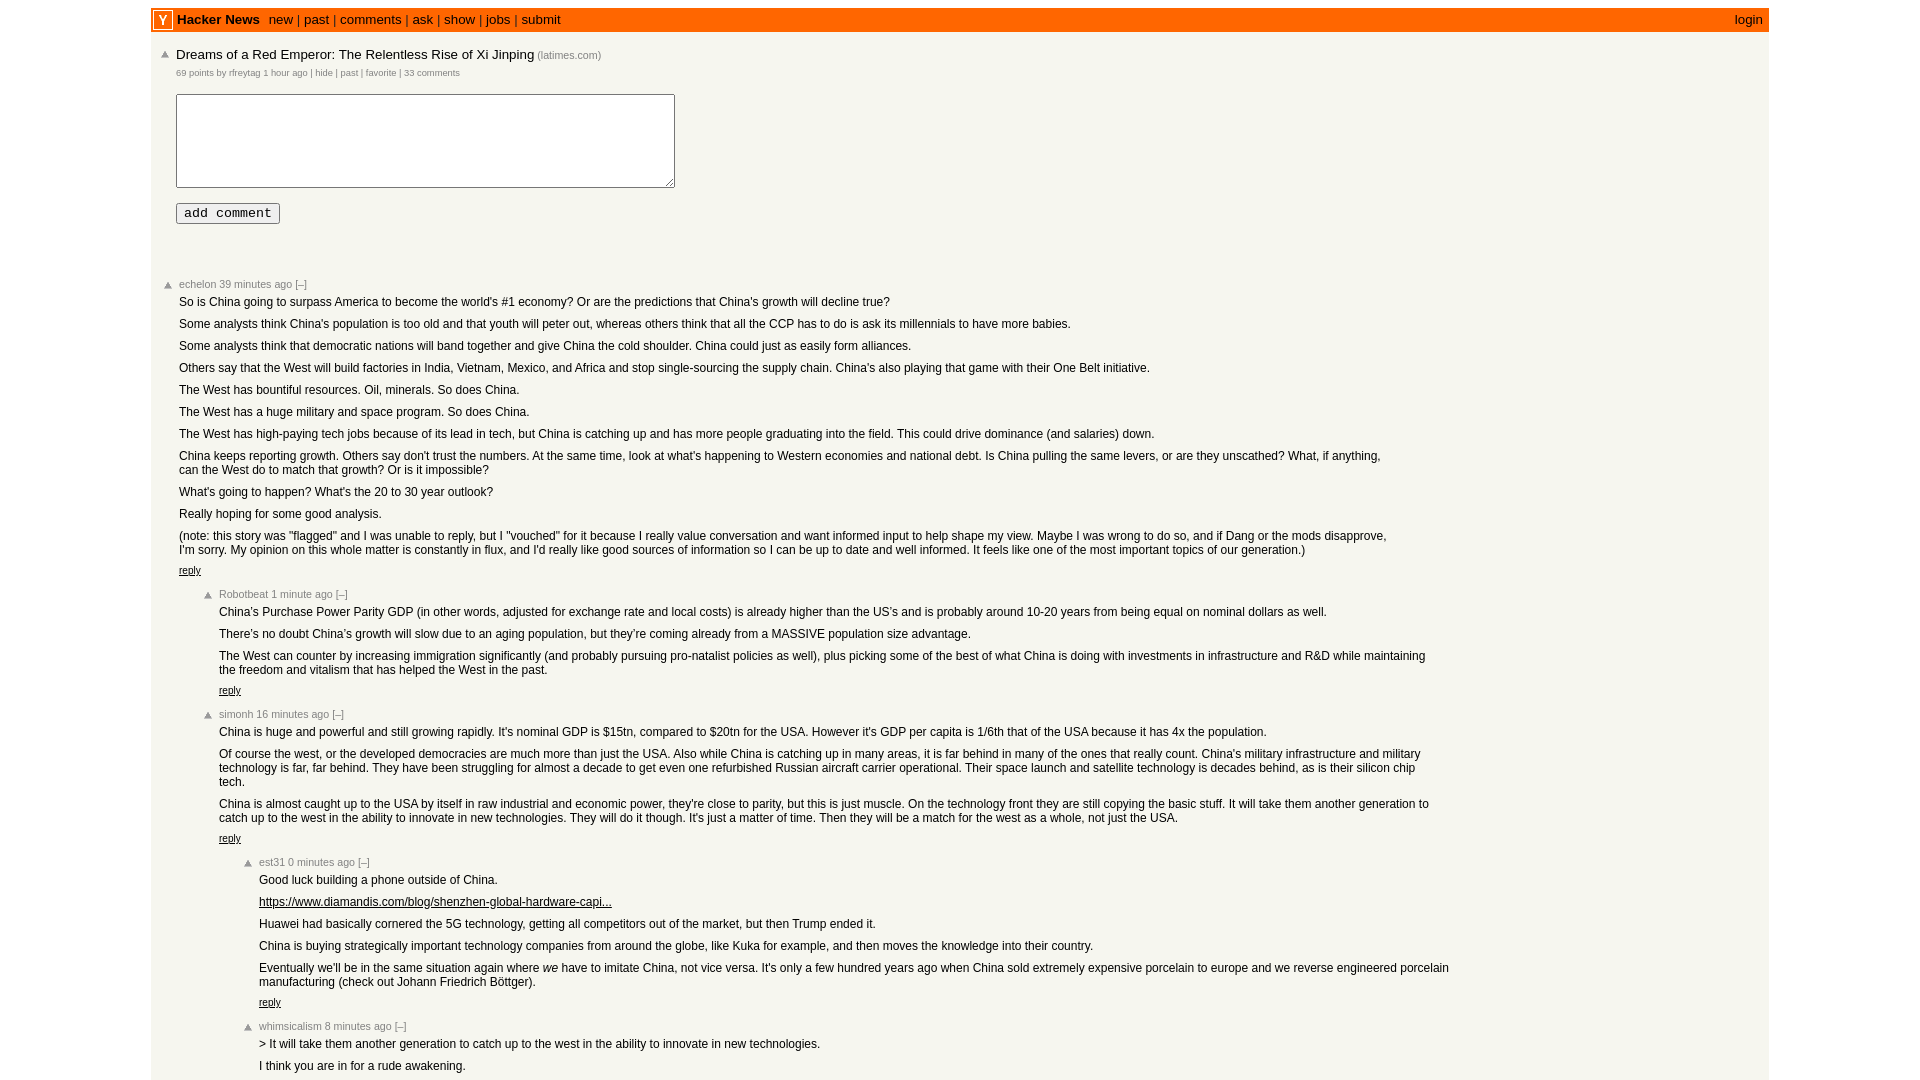 Y Hacker News new | past | comments | ask | show | jobs | submit login
Dreams of a Red Emperor: The Relentless Rise of Xi Jinping (latimes.com)
69 points by rfreytag 1 hour ago | hide | past | favorite | 33 comments
add comment
echelon 39 minutes ago [–]
So is China going to surpass America to become the world's #1 economy? Or are the predictions that China's growth will decline true?
Some analysts think China's population is too old and that youth will peter out, whereas others think that all the CCP has to do is ask its millennials to have more babies.
Some analysts think that democratic nations will band together and give China the cold shoulder. China could just as easily form alliances.
Others say that the West will build factories in India, Vietnam, Mexico, and Africa and stop single-sourcing the supply chain. China's also playing that game with their One Belt initiative.
The West has bountiful resources. Oil, minerals. So does China.
The West has a huge military and space program. So does China.
The West has high-paying tech jobs because of its lead in tech, but China is catching up and has more people graduating into the field. This could drive dominance (and salaries) down.
China keeps reporting growth. Others say don't trust the numbers. At the same time, look at what's happening to Western economies and national debt. Is China pulling the same levers, or are they unscathed? What, if anything,
can the West do to match that growth? Or is it impossible?
What's going to happen? What's the 20 to 30 year outlook?
Really hoping for some good analysis.
(note: this story was "flagged" and I was unable to reply, but I "vouched" for it because I really value conversation and want informed input to help shape my view. Maybe I was wrong to do so, and if Dang or the mods disapprove,
I'm sorry. My opinion on this whole matter is constantly in flux, and I'd really like good sources of information so I can be up to date and well informed. It feels like one of the most important topics of our generation.)
reply
Robotbeat 1 minute ago [–]
China’s Purchase Power Parity GDP (in other words, adjusted for exchange rate and local costs) is already higher than the US’s and is probably around 10-20 years from being equal on nominal dollars as well.
There’s no doubt China’s growth will slow due to an aging population, but they’re coming already from a MASSIVE population size advantage.
The West can counter by increasing immigration significantly (and probably pursuing pro-natalist policies as well), plus picking some of the best of what China is doing with investments in infrastructure and R&D while maintaining
the freedom and vitalism that has helped the West in the past.
reply
simonh 16 minutes ago [–]
China is huge and powerful and still growing rapidly. It's nominal GDP is $15tn, compared to $20tn for the USA. However it's GDP per capita is 1/6th that of the USA because it has 4x the population.
Of course the west, or the developed democracies are much more than just the USA. Also while China is catching up in many areas, it is far behind in many of the ones that really count. China's military infrastructure and military
technology is far, far behind. They have been struggling for almost a decade to get even one refurbished Russian aircraft carrier operational. Their space launch and satellite technology is decades behind, as is their silicon chip
tech.
China is almost caught up to the USA by itself in raw industrial and economic power, they're close to parity, but this is just muscle. On the technology front they are still copying the basic stuff. It will take them another generation to
catch up to the west in the ability to innovate in new technologies. They will do it though. It's just a matter of time. Then they will be a match for the west as a whole, not just the USA.
reply
est31 0 minutes ago [–]
Good luck building a phone outside of China.
https://www.diamandis.com/blog/shenzhen-global-hardware-capi...
Huawei had basically cornered the 5G technology, getting all competitors out of the market, but then Trump ended it.
China is buying strategically important technology companies from around the globe, like Kuka for example, and then moves the knowledge into their country.
Eventually we'll be in the same situation again where we have to imitate China, not vice versa. It's only a few hundred years ago when China sold extremely expensive porcelain to europe and we reverse engineered porcelain
manufacturing (check out Johann Friedrich Böttger).
reply
whimsicalism 8 minutes ago [–]
> It will take them another generation to catch up to the west in the ability to innovate in new technologies.
I think you are in for a rude awakening.